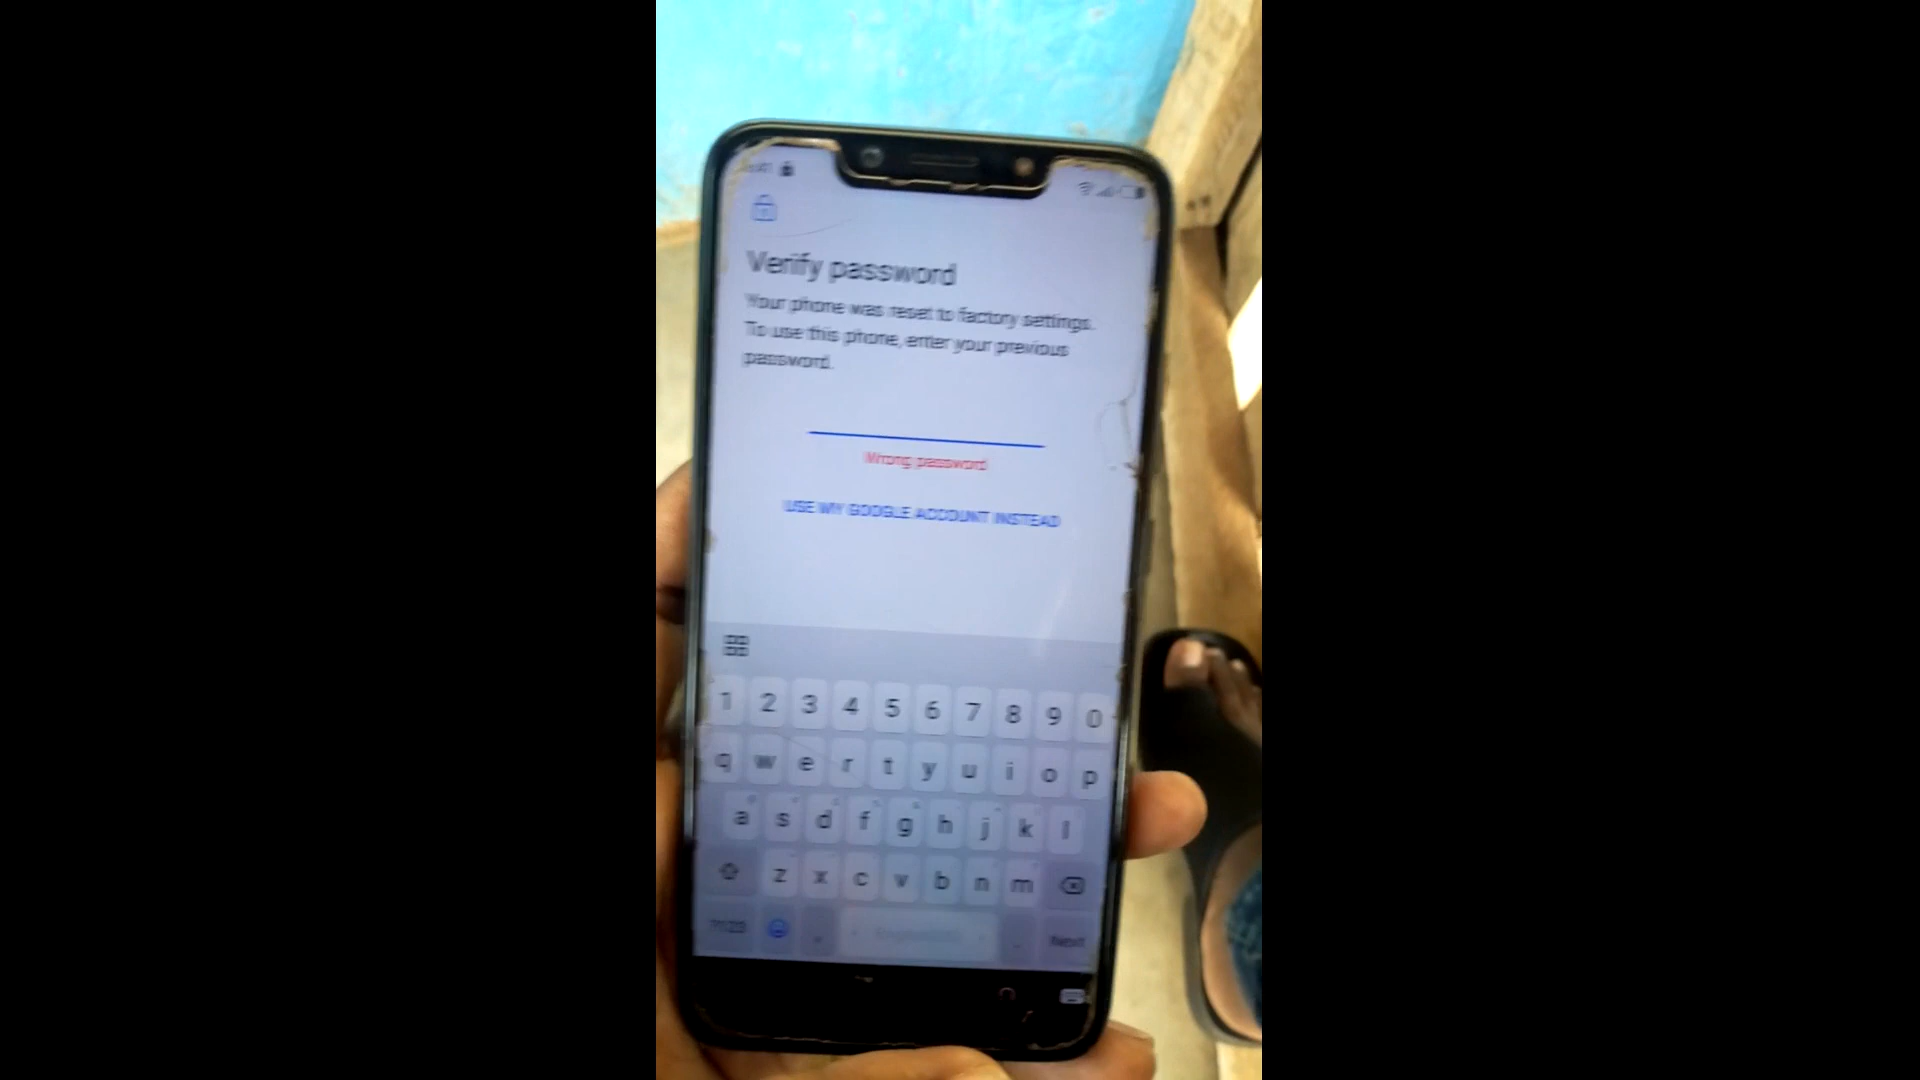 Verify password
Your phone was reset to factory settings.
To use this phone, enter your previous
password.
Wrong password
USE MY GOOGLE ACCOUNT INSTEAD
1 2 3 4 5 6 7 8 9 0
q w e r t y u i o p
a s d f g h j k l
z x c v b n m
?123 , . Next